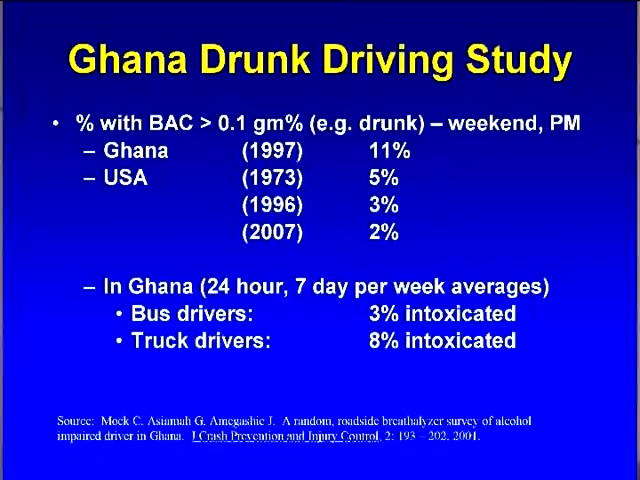 Ghana Drunk Driving Study
• % with BAC > 0.1 gm% (e.g. drunk) – weekend, PM
– Ghana (1997) 11%
– USA (1973) 5%
(1996) 3%
(2007) 2%
– In Ghana (24 hour, 7 day per week averages)
• Bus drivers: 3% intoxicated
• Truck drivers: 8% intoxicated
Source: Mock C, Asiamah G, Amegashie J. A random, roadside breathalyzer survey of alcohol
impaired driver in Ghana. J Crash Prevention and Injury Control, 2: 193 – 202, 2001.